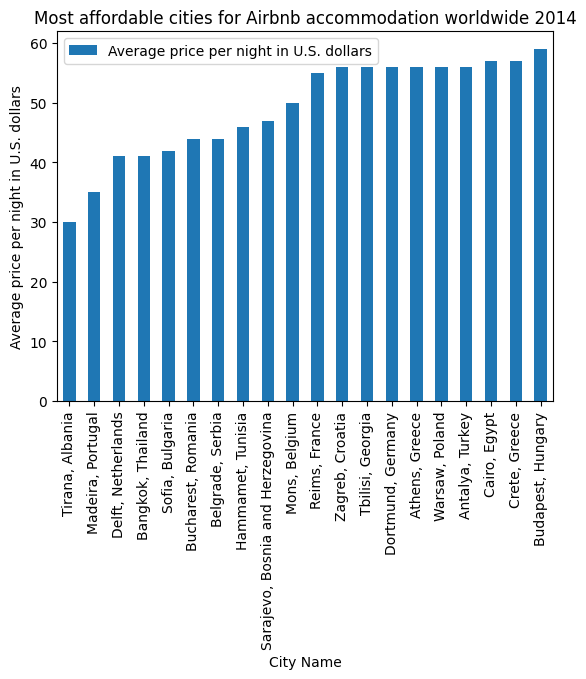 Most affordable cities for Airbnb accommodation worldwide 2014
Average price per night in U.S. dollars
Average price per night in U.S. dollars
60
50
40
30
20
10
0
Tirana, Albania
Madeira, Portugal
Delft, Netherlands
Bangkok, Thailand
Sofia, Bulgaria
Bucharest, Romania
Belgrade, Serbia
Hammamet, Tunisia
Sarajevo, Bosnia and Herzegovina
Mons, Belgium
Reims, France
Zagreb, Croatia
Tbilisi, Georgia
Dortmund, Germany
Athens, Greece
Warsaw, Poland
Antalya, Turkey
Cairo, Egypt
Crete, Greece
Budapest, Hungary
City Name